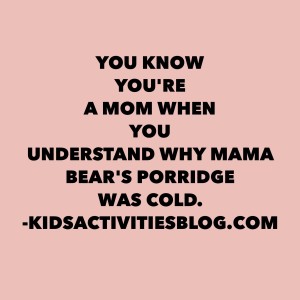 YOU KNOW
YOU'RE
A MOM WHEN
YOU
UNDERSTAND WHY MAMA
BEAR'S PORRIDGE
WAS COLD.
-KIDSACTIVITIESBLOG.COM